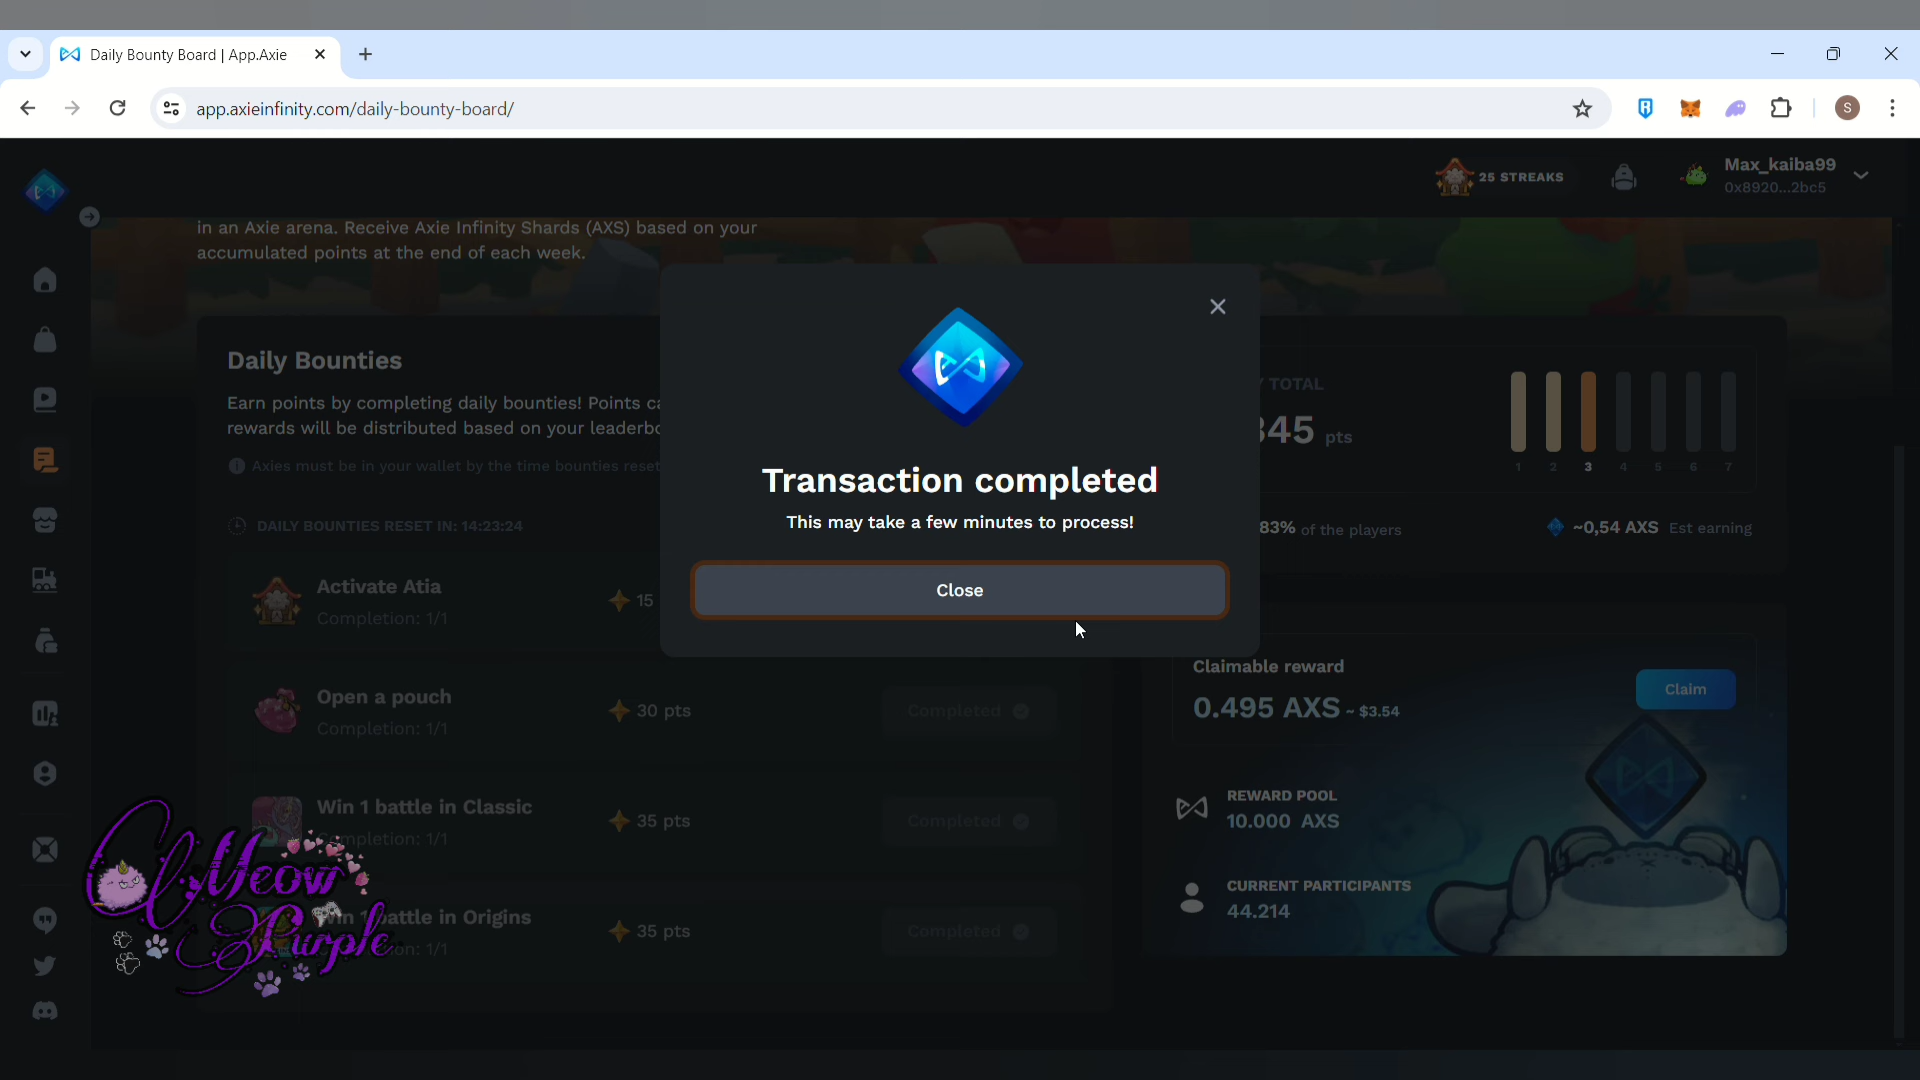 Daily Bounty Board | App.Axie
app.axieinfinity.com/daily-bounty-board/
S
25 STREAKS
Max_kaiba99
0x8920...2bc5
in an Axie arena. Receive Axie Infinity Shards (AXS) based on your
accumulated points at the end of each week.
Daily Bounties
Earn points by completing daily bounties! Points
rewards will be distributed based on your
Axies must be in your wallet by the time bounties reset
DAILY BOUNTIES RESET IN: 14:23:24
Activate Atia
Completion: 1/1
15
Open a pouch
Completion: 1/1
30 pts
Completed
Win 1 battle in Classic
1/1
35 pts
Completed
battle in Origins
1/1
35 pts
Completed
Meow
Purple
Transaction completed
This may take a few minutes to process!
Close
TOTAL
345 pts
1 2 3 4 5 6 7
83% of the players
~0,54 AXS Est earning
Claimable reward
0.495 AXS ~ $3.54
Claim
REWARD POOL
10.000 AXS
CURRENT PARTICIPANTS
44.214